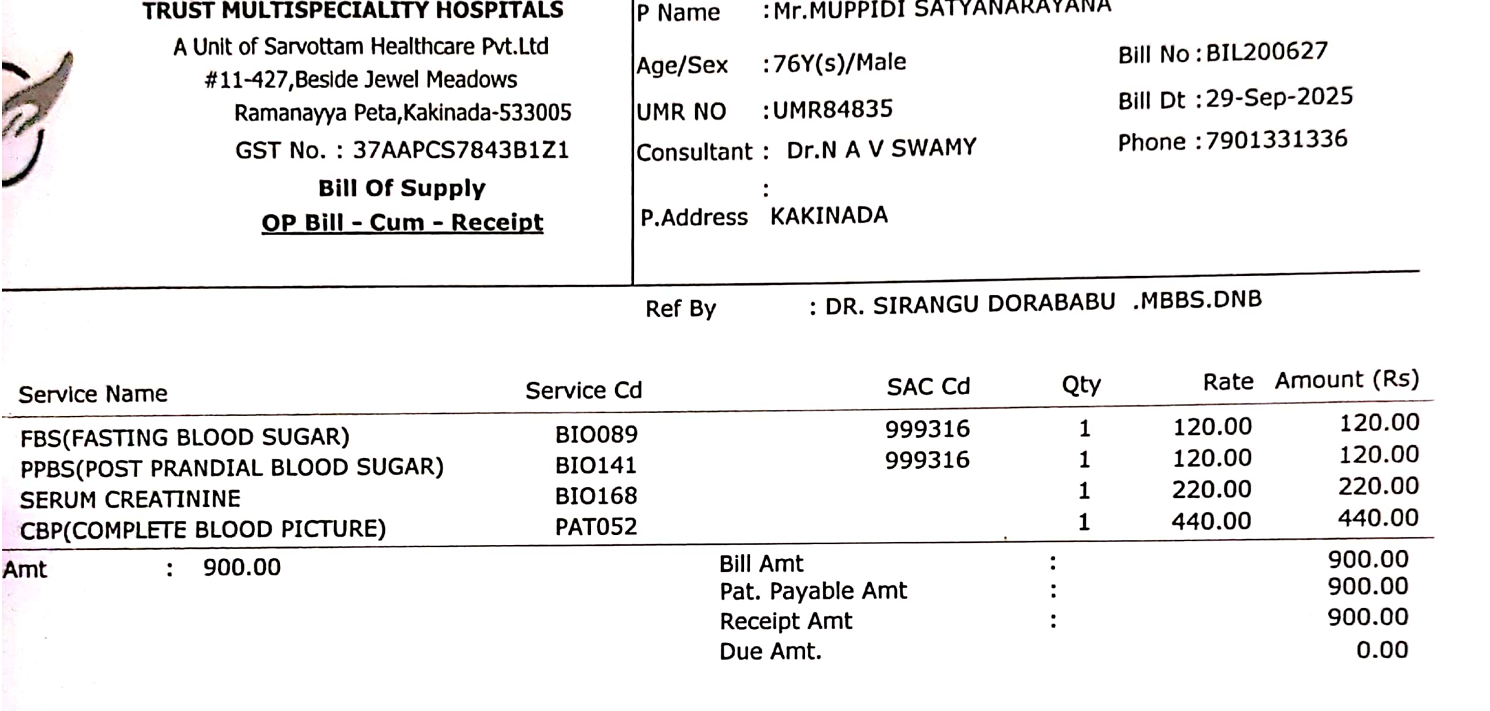 TRUST MULTISPECIALITY HOSPITALS
A Unit of Sarvottam Healthcare Pvt.Ltd
#11-427,Beside Jewel Meadows
Ramanayya Peta,Kakinada-533005
GST No. : 37AAPCS7843B1Z1
Bill Of Supply
OP Bill - Cum - Receipt
P Name :Mr.MUPPIDI SATYANARAYANA
Age/Sex :76Y(s)/Male
Bill No :BIL200627
UMR NO :UMR84835
Bill Dt :29-Sep-2025
Consultant : Dr.N A V SWAMY
Phone :7901331336
:
P.Address KAKINADA
Ref By : DR. SIRANGU DORABABU .MBBS.DNB
Service Name Service Cd SAC Cd Qty Rate Amount (Rs)
FBS(FASTING BLOOD SUGAR) BIO089 999316 1 120.00 120.00
PPBS(POST PRANDIAL BLOOD SUGAR) BIO141 999316 1 120.00 120.00
SERUM CREATININE BIO168 1 220.00 220.00
CBP(COMPLETE BLOOD PICTURE) PAT052 1 440.00 440.00
Amt : 900.00
Bill Amt : 900.00
Pat. Payable Amt : 900.00
Receipt Amt : 900.00
Due Amt. 0.00